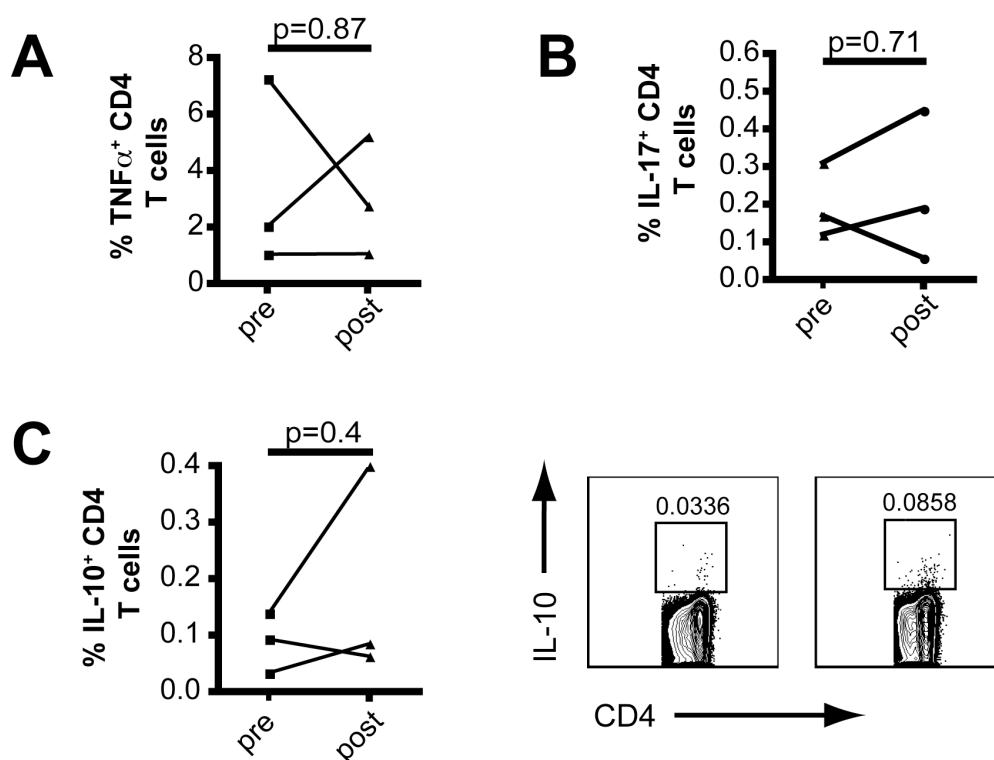 A
p=0.87
% TNFα⁺ CD4
T cells
8
6
4
2
0
pre
post
B
p=0.71
% IL-17⁺ CD4
T cells
0.6
0.5
0.4
0.3
0.2
0.1
0.0
pre
post
C
p=0.4
% IL-10⁺ CD4
T cells
0.4
0.3
0.2
0.1
0.0
pre
post
IL-10
0.0336
0.0858
CD4